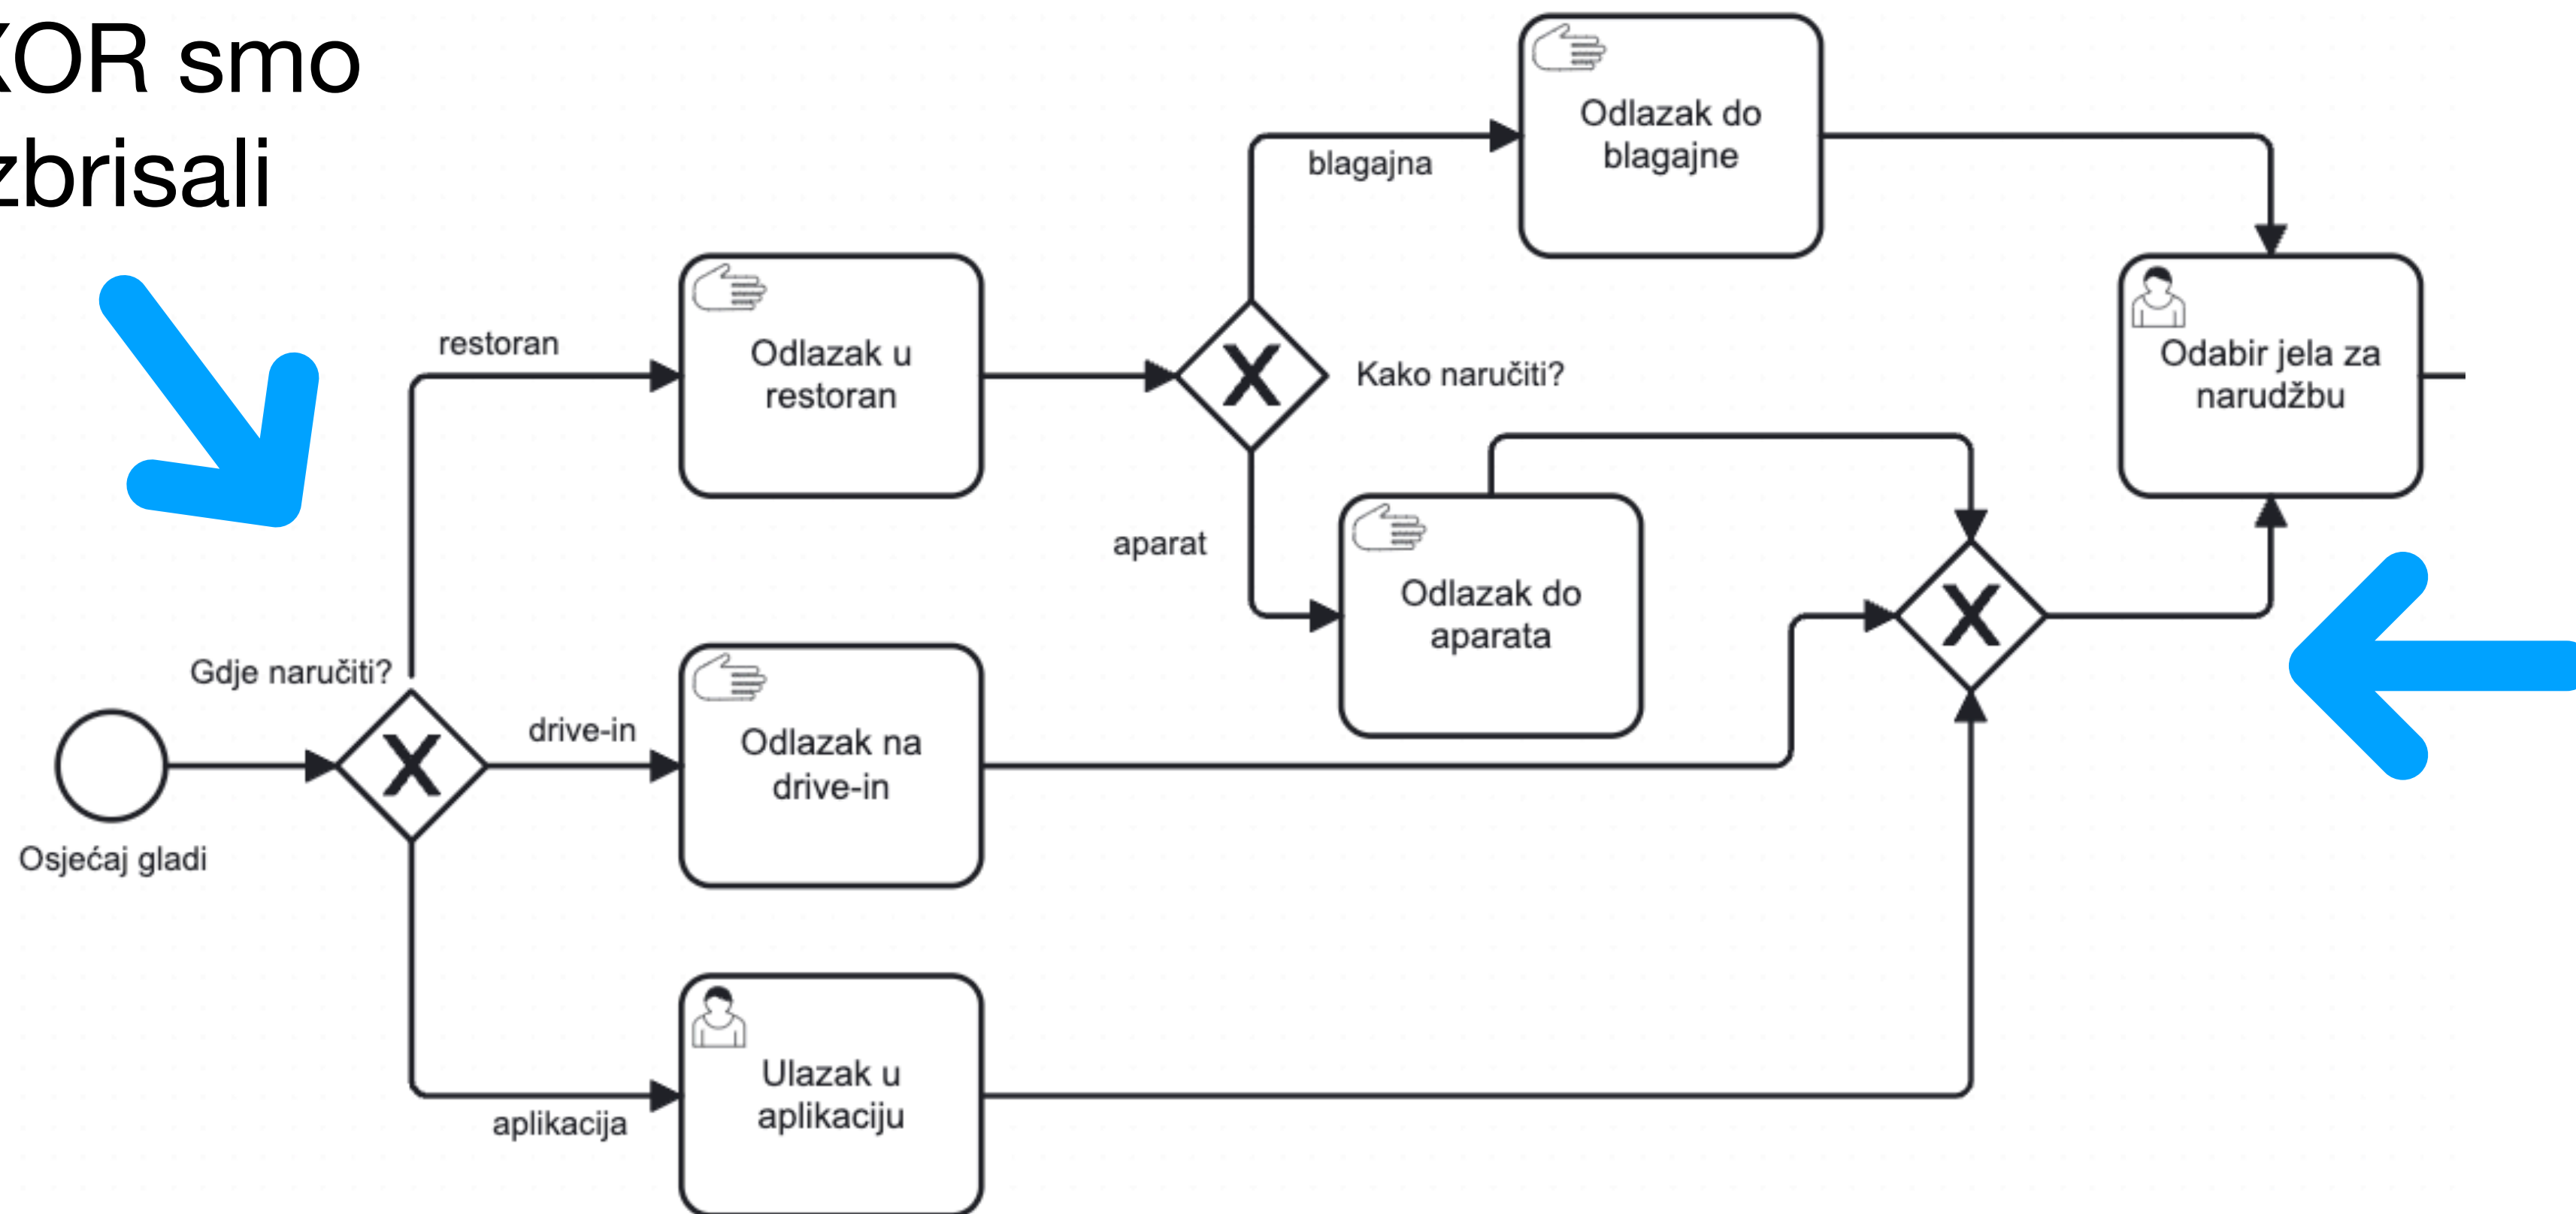 XOR smo
zbrisali
Odlazak do
blagajne
blagajna
restoran
Odlazak u
restoran
Kako naručiti?
Odabir jela za
narudžbu
aparat
Odlazak do
aparata
Gdje naručiti?
drive-in
Odlazak na
drive-in
Osjećaj gladi
Ulazak u
aplikaciju
aplikacija